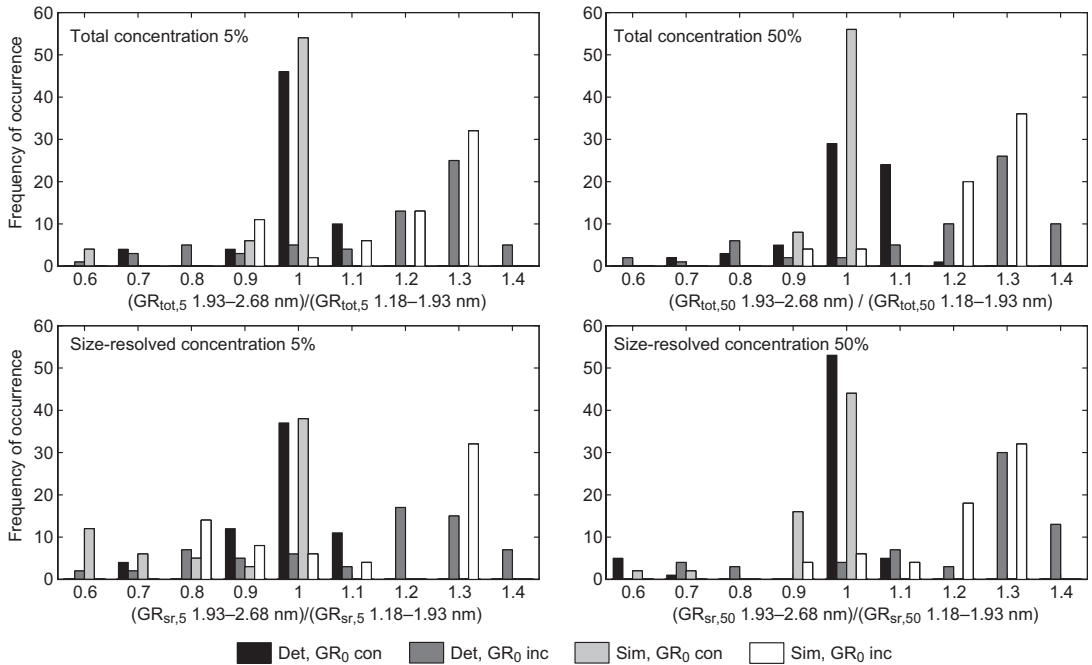 Total concentration 5%
Total concentration 50%
Frequency of occurrence
60
50
40
30
20
10
0
0.6 0.7 0.8 0.9 1 1.1 1.2 1.3 1.4
(GRtot,5 1.93–2.68 nm)/(GRtot,5 1.18–1.93 nm)
60
50
40
30
20
10
0
0.6 0.7 0.8 0.9 1 1.1 1.2 1.3 1.4
(GRtot,50 1.93–2.68 nm) / (GRtot,50 1.18–1.93 nm)
Size-resolved concentration 5%
Size-resolved concentration 50%
Frequency of occurrence
60
50
40
30
20
10
0
0.6 0.7 0.8 0.9 1 1.1 1.2 1.3 1.4
(GRsr,5 1.93–2.68 nm)/(GRsr,5 1.18–1.93 nm)
60
50
40
30
20
10
0
0.6 0.7 0.8 0.9 1 1.1 1.2 1.3 1.4
(GRsr,50 1.93–2.68 nm)/(GRsr,50 1.18–1.93 nm)
Det, GR0 con Det, GR0 inc Sim, GR0 con Sim, GR0 inc